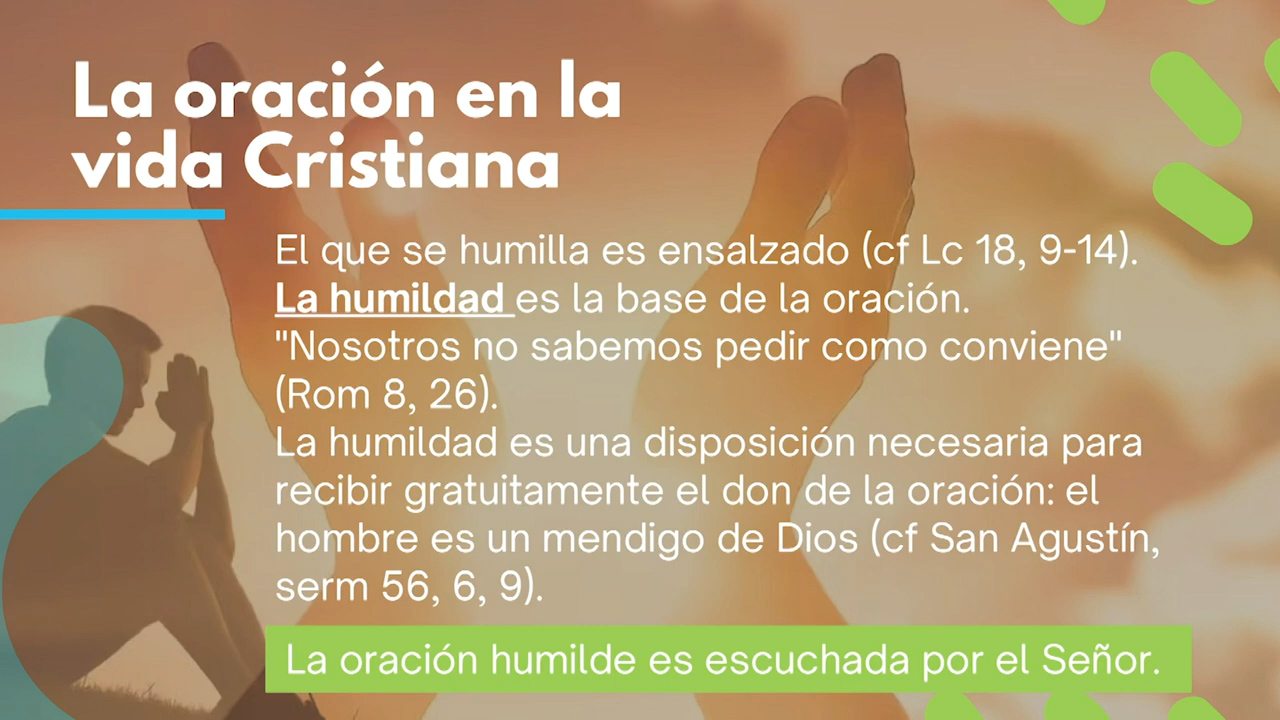 La oración en la
vida Cristiana
El que se humilla es ensalzado (cf Lc 18, 9-14).
La humildad es la base de la oración.
"Nosotros no sabemos pedir como conviene"
(Rom 8, 26).
La humildad es una disposición necesaria para
recibir gratuitamente el don de la oración: el
hombre es un mendigo de Dios (cf San Agustín,
serm 56, 6, 9).
La oración humilde es escuchada por el Señor.